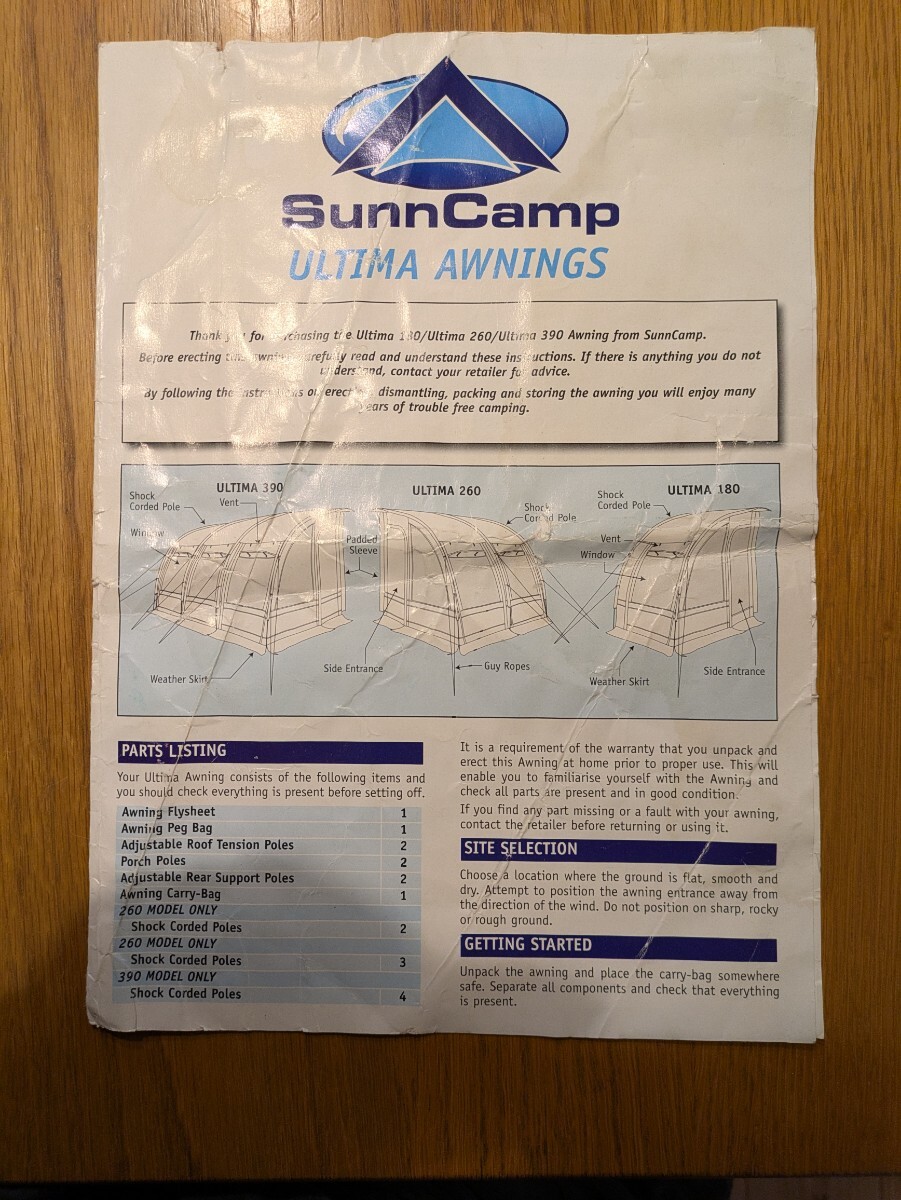 SunnCamp
ULTIMA AWNINGS
Thank for the Ultima 180/Ultima 260/Ultima 390 Awning from SunnCamp.
Before erecting carefully read and understand these instructions. If there is anything you do not
understand, contact your retailer for advice.
By following the on dismantling, packing and storing the awning you will enjoy many
years of trouble free camping.
ULTIMA 390
Shock
Corded Pole
Vent
Window
Padded
Sleeve
Weather Skirt
ULTIMA 260
Shock
Corded Pole
Side Entrance
Guy Ropes
ULTIMA 180
Shock
Corded Pole
Vent
Window
Weather Skirt
Side Entrance
PARTS LISTING
Your Ultima Awning consists of the following items and
you should check everything is present before setting off.
Awning Flysheet 1
Awning Peg Bag 1
Adjustable Roof Tension Poles 2
Porch Poles 2
Adjustable Rear Support Poles 2
Awning Carry-Bag 1
260 MODEL ONLY
Shock Corded Poles 2
260 MODEL ONLY
Shock Corded Poles 3
390 MODEL ONLY
Shock Corded Poles 4
It is a requirement of the warranty that you unpack and
erect this Awning at home prior to proper use. This will
enable you to familiarise yourself with the Awning and
check all parts are present and in good condition.
If you find any part missing or a fault with your awning,
contact the retailer before returning or using it.
SITE SELECTION
Choose a location where the ground is flat, smooth and
dry. Attempt to position the awning entrance away from
the direction of the wind. Do not position on sharp, rocky
or rough ground.
GETTING STARTED
Unpack the awning and place the carry-bag somewhere
safe. Separate all components and check that everything
is present.